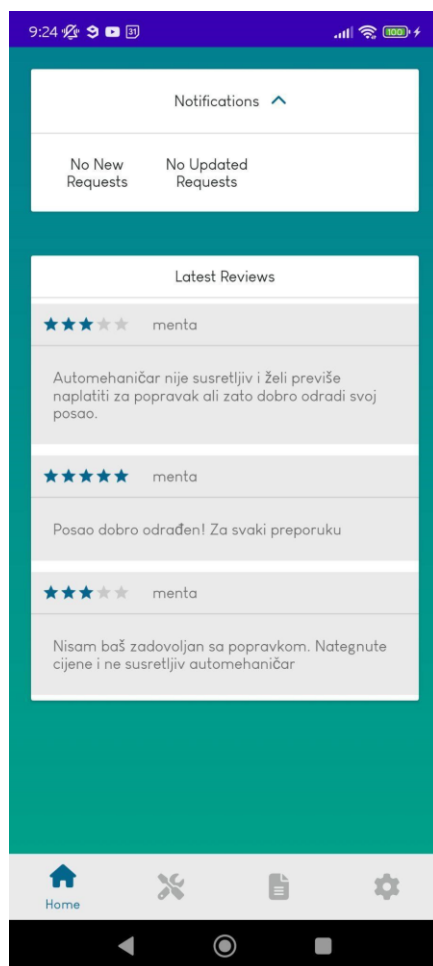 9:24
31
100
Notifications
No New
Requests
No Updated
Requests
Latest Reviews
menta
Automehaničar nije susretljiv i želi previše
naplatiti za popravak ali zato dobro odradi svoj
posao.
menta
Posao dobro odrađen! Za svaki preporuku
menta
Nisam baš zadovoljan sa popravkom. Nategnute
cijene i ne susretljiv automehaničar
Home